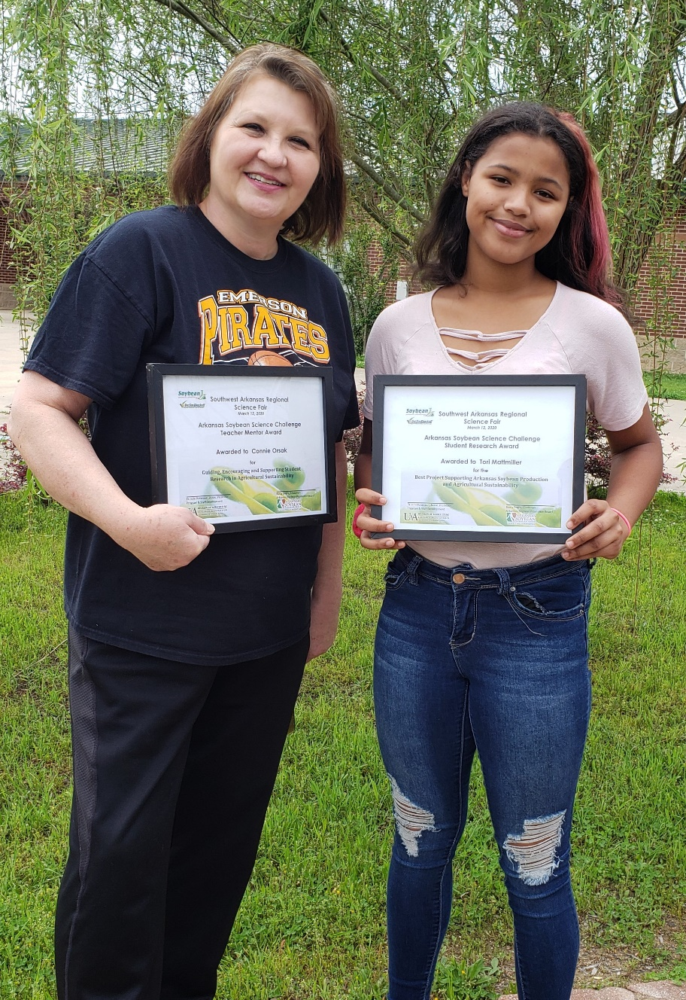 EMERSON
PIRATES
Soybean
Southwest Arkansas Regional
Science Fair
March 13, 2020
Arkansas Soybean Science Challenge
Teacher Mentor Award
Awarded to Connie Orsak
for
Guiding, Encouraging and Supporting Student
Research in Agricultural Sustainability
Soybean
Southwest Arkansas Regional
Science Fair
March 12, 2020
Arkansas Soybean Science Challenge
Student Research Award
Awarded to Tori Mattmiller
for the
Best Project Supporting Arkansas Soybean Production
and Agricultural Sustainability